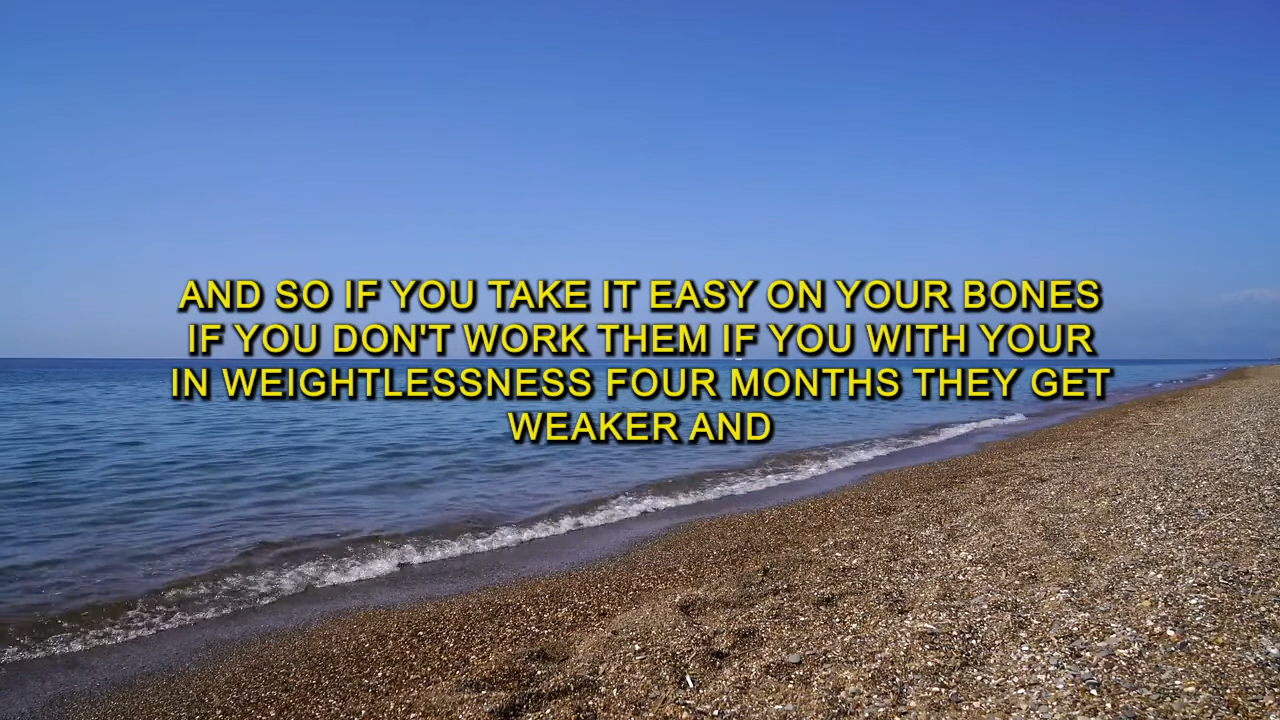 AND SO IF YOU TAKE IT EASY ON YOUR BONES
IF YOU DON'T WORK THEM IF YOU WITH YOUR
IN WEIGHTLESSNESS FOUR MONTHS THEY GET
WEAKER AND